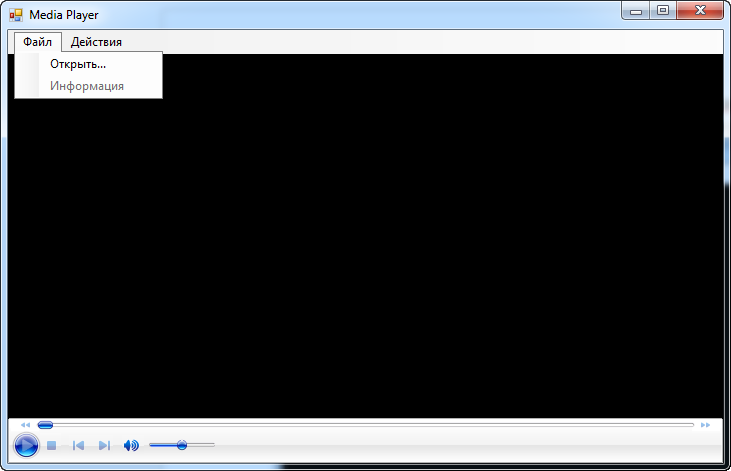 Media Player
Файл Действия
Открыть...
Информация